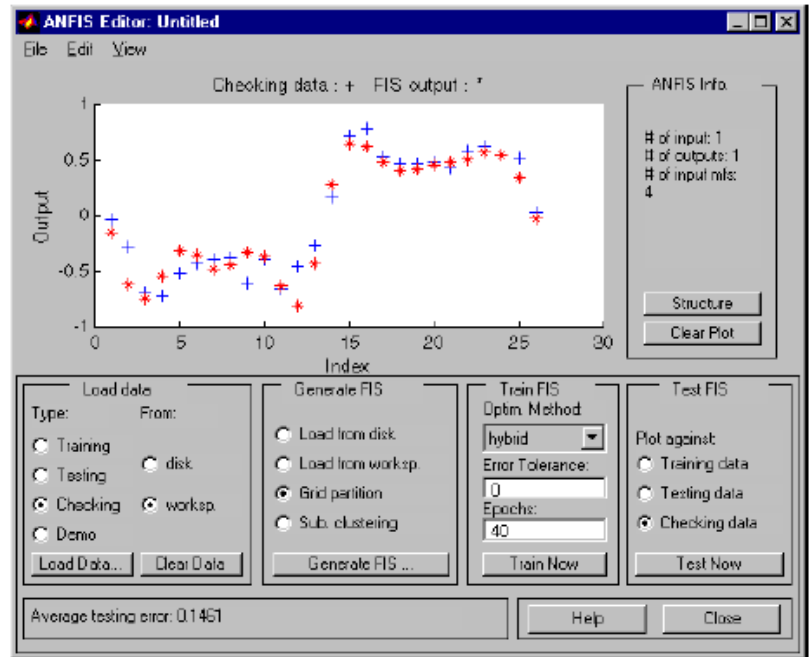 ANFIS Editor: Untitled
File Edit View
Checking data : + FIS output : *
1
0.5
0
-0.5
-1
Output
0 5 10 15 20 25 30
Index
ANFIS Info.
# of input: 1
# of outputs: 1
# of input mfs:
4
Structure
Clear Plot
Load data
Type: From:
Training
Testing
Checking
Demo
disk
worksp.
Load Data... Clear Data
Generate FIS
Load from disk
Load from worksp.
Grid partition
Sub. clustering
Generate FIS ...
Train FIS
Optim. Method:
hybrid
Error Tolerance:
0
Epochs:
40
Train Now
Test FIS
Plot against:
Training data
Testing data
Checking data
Test Now
Average testing error: 0.1461
Help Close